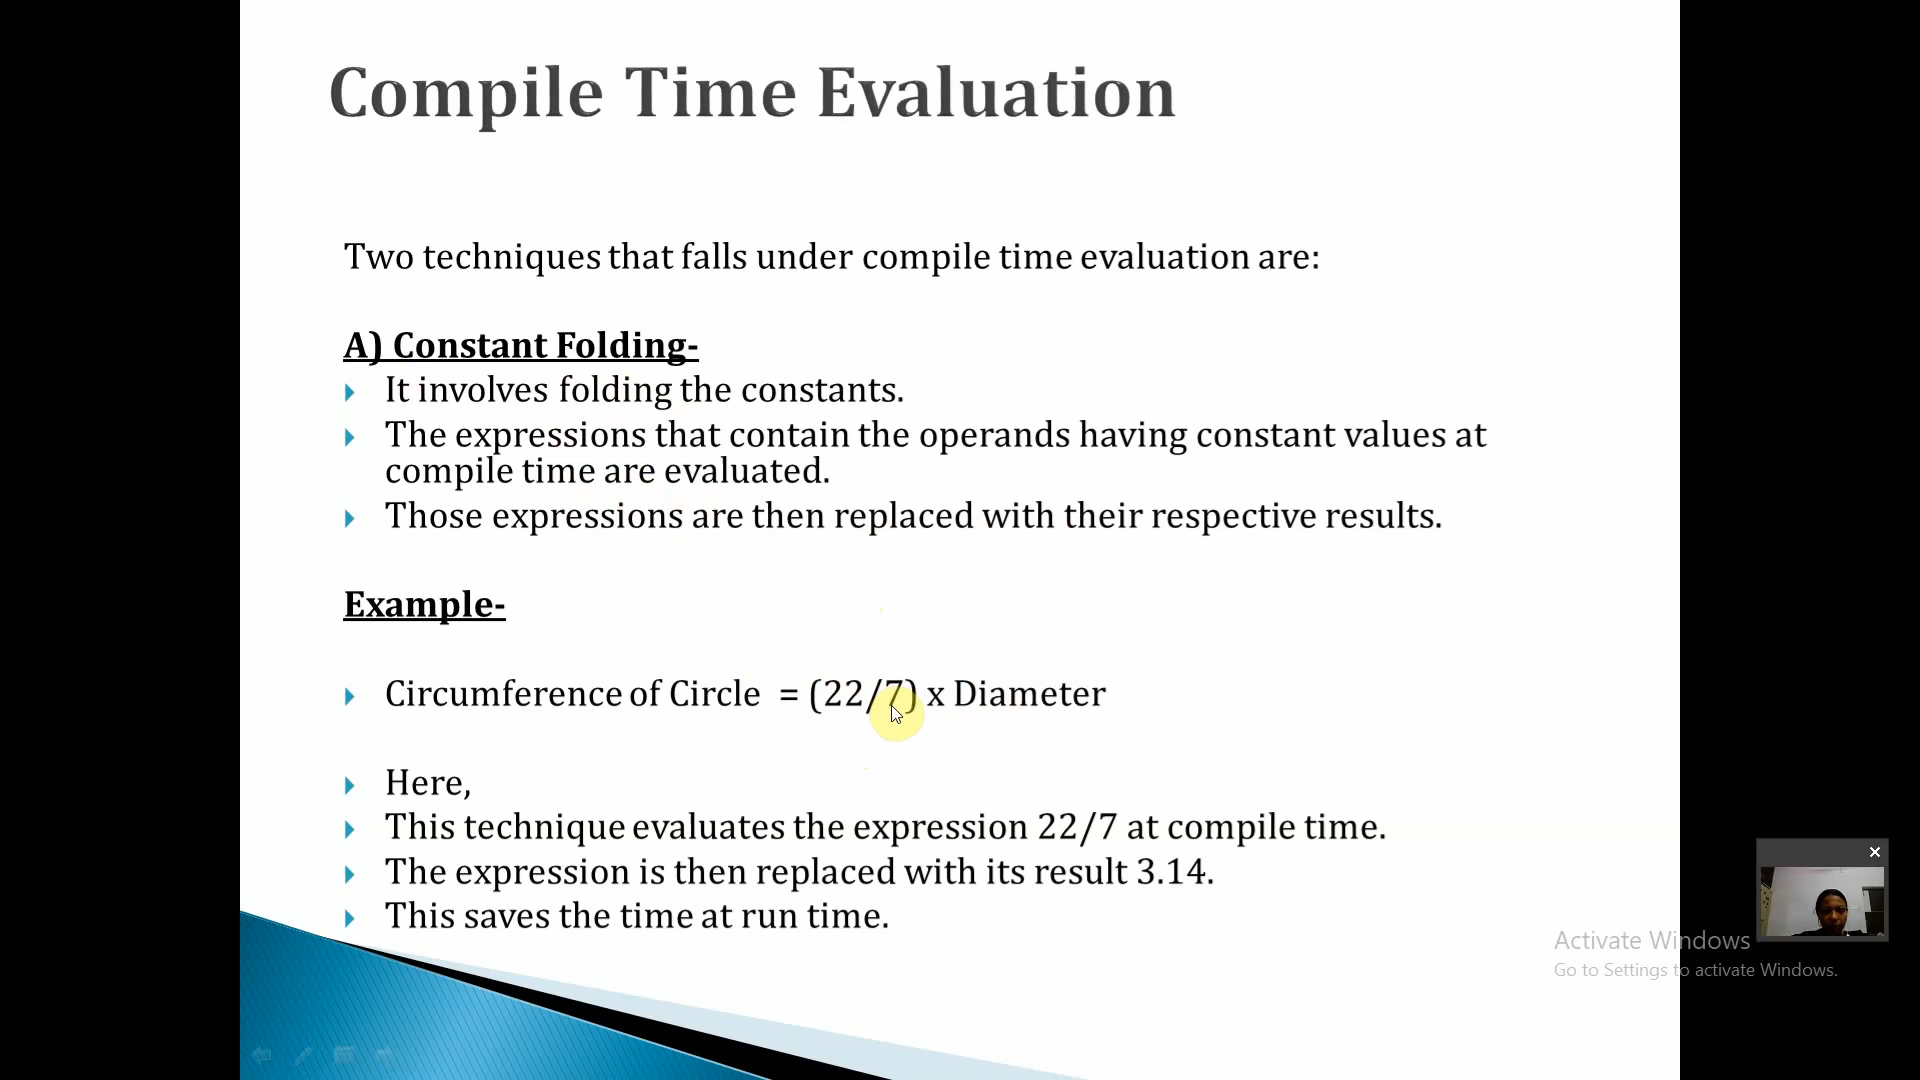 Compile Time Evaluation
Two techniques that falls under compile time evaluation are:
A) Constant Folding-
It involves folding the constants.
The expressions that contain the operands having constant values at
compile time are evaluated.
Those expressions are then replaced with their respective results.
Example-
Circumference of Circle = (22/7) x Diameter
Here,
This technique evaluates the expression 22/7 at compile time.
The expression is then replaced with its result 3.14.
This saves the time at run time.
Activate Windows
Go to Settings to activate Windows.